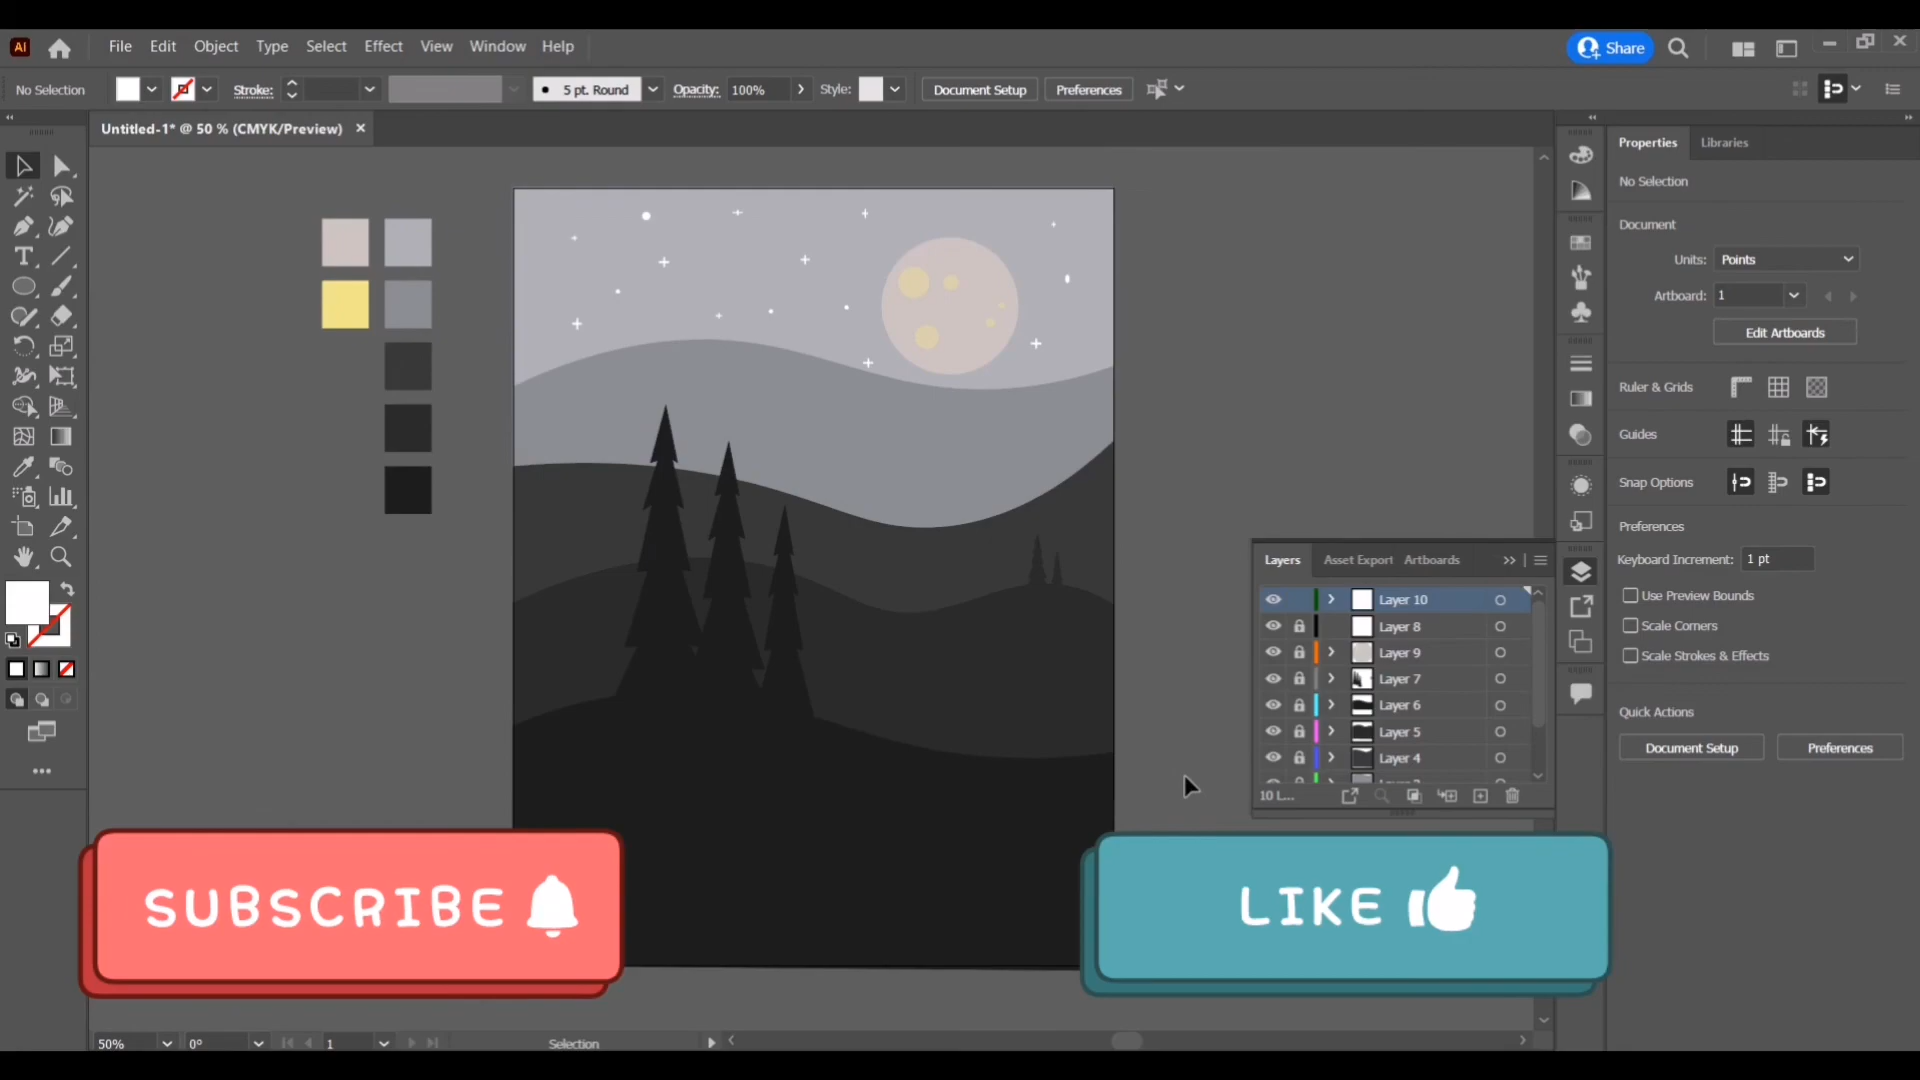 Ai File Edit Object Type Select Effect View Window Help Share
No Selection Stroke: 5 pt. Round Opacity: 100% Style: Document Setup Preferences
Untitled-1* @ 50 % (CMYK/Preview)
Properties Libraries
No Selection
Document
Units: Points
Artboard: 1
Edit Artboards
Ruler & Grids
Guides
Snap Options
Preferences
Keyboard Increment: 1 pt
Use Preview Bounds
Scale Corners
Scale Strokes & Effects
Quick Actions
Document Setup Preferences
Layers Asset Export Artboards
Layer 10
Layer 8
Layer 9
Layer 7
Layer 6
Layer 5
Layer 4
10 L...
SUBSCRIBE
LIKE
50% 0° 1 Selection